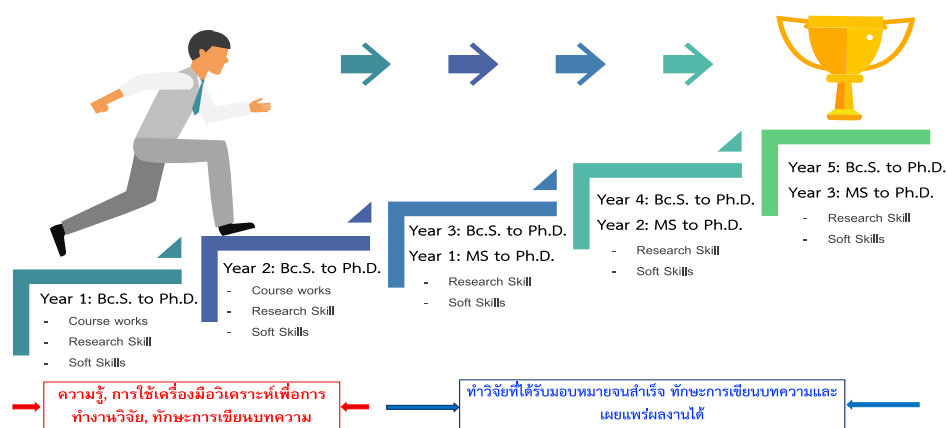 Year 1: Bc.S. to Ph.D.
- Course works
- Research Skill
- Soft Skills
Year 2: Bc.S. to Ph.D.
- Course works
- Research Skill
- Soft Skills
Year 3: Bc.S. to Ph.D.
Year 1: MS to Ph.D.
- Research Skill
- Soft Skills
Year 4: Bc.S. to Ph.D.
Year 2: MS to Ph.D.
- Research Skill
- Soft Skills
Year 5: Bc.S. to Ph.D.
Year 3: MS to Ph.D.
- Research Skill
- Soft Skills
ความรู้, การใช้เครื่องมือวิเคราะห์เพื่อการ
ทำงานวิจัย, ทักษะการเขียนบทความ
ทำวิจัยที่ได้รับมอบหมายจนสำเร็จ ทักษะการเขียนบทความและ
เผยแพร่ผลงานได้